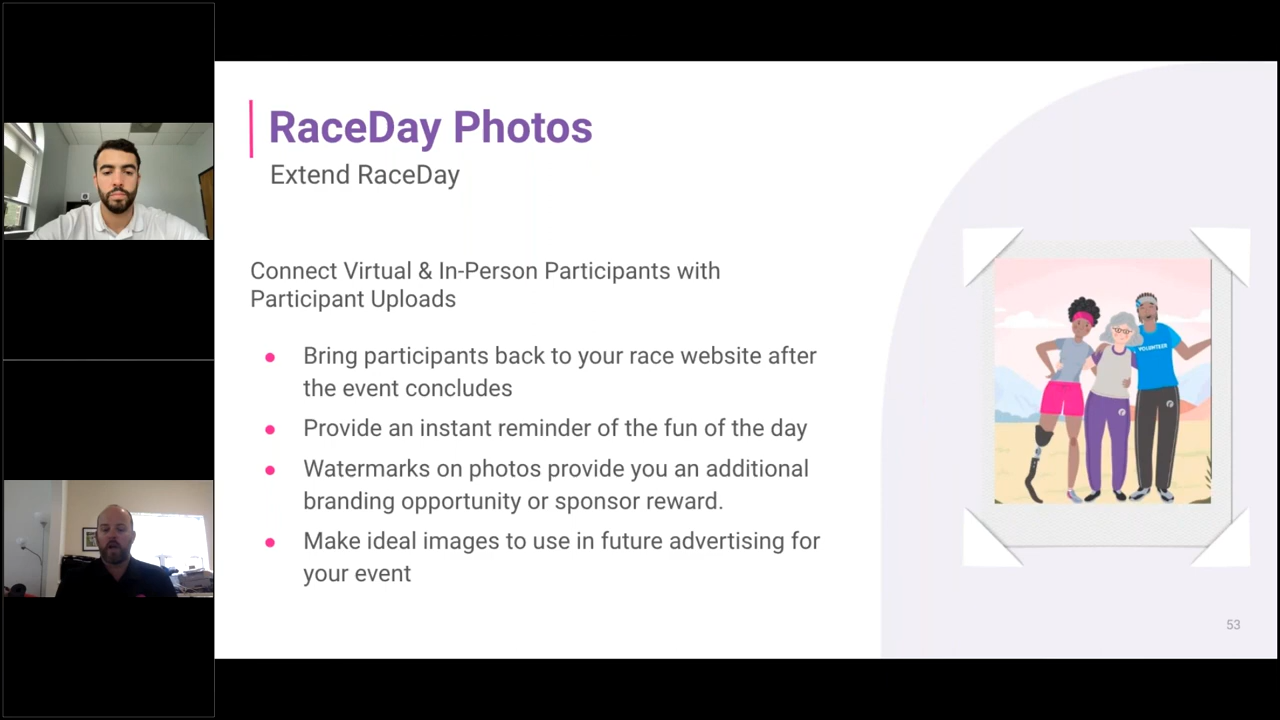 RaceDay Photos
Extend RaceDay
Connect Virtual & In-Person Participants with
Participant Uploads
Bring participants back to your race website after
the event concludes
Provide an instant reminder of the fun of the day
Watermarks on photos provide you an additional
branding opportunity or sponsor reward.
Make ideal images to use in future advertising for
your event
VOLUNTEER
53